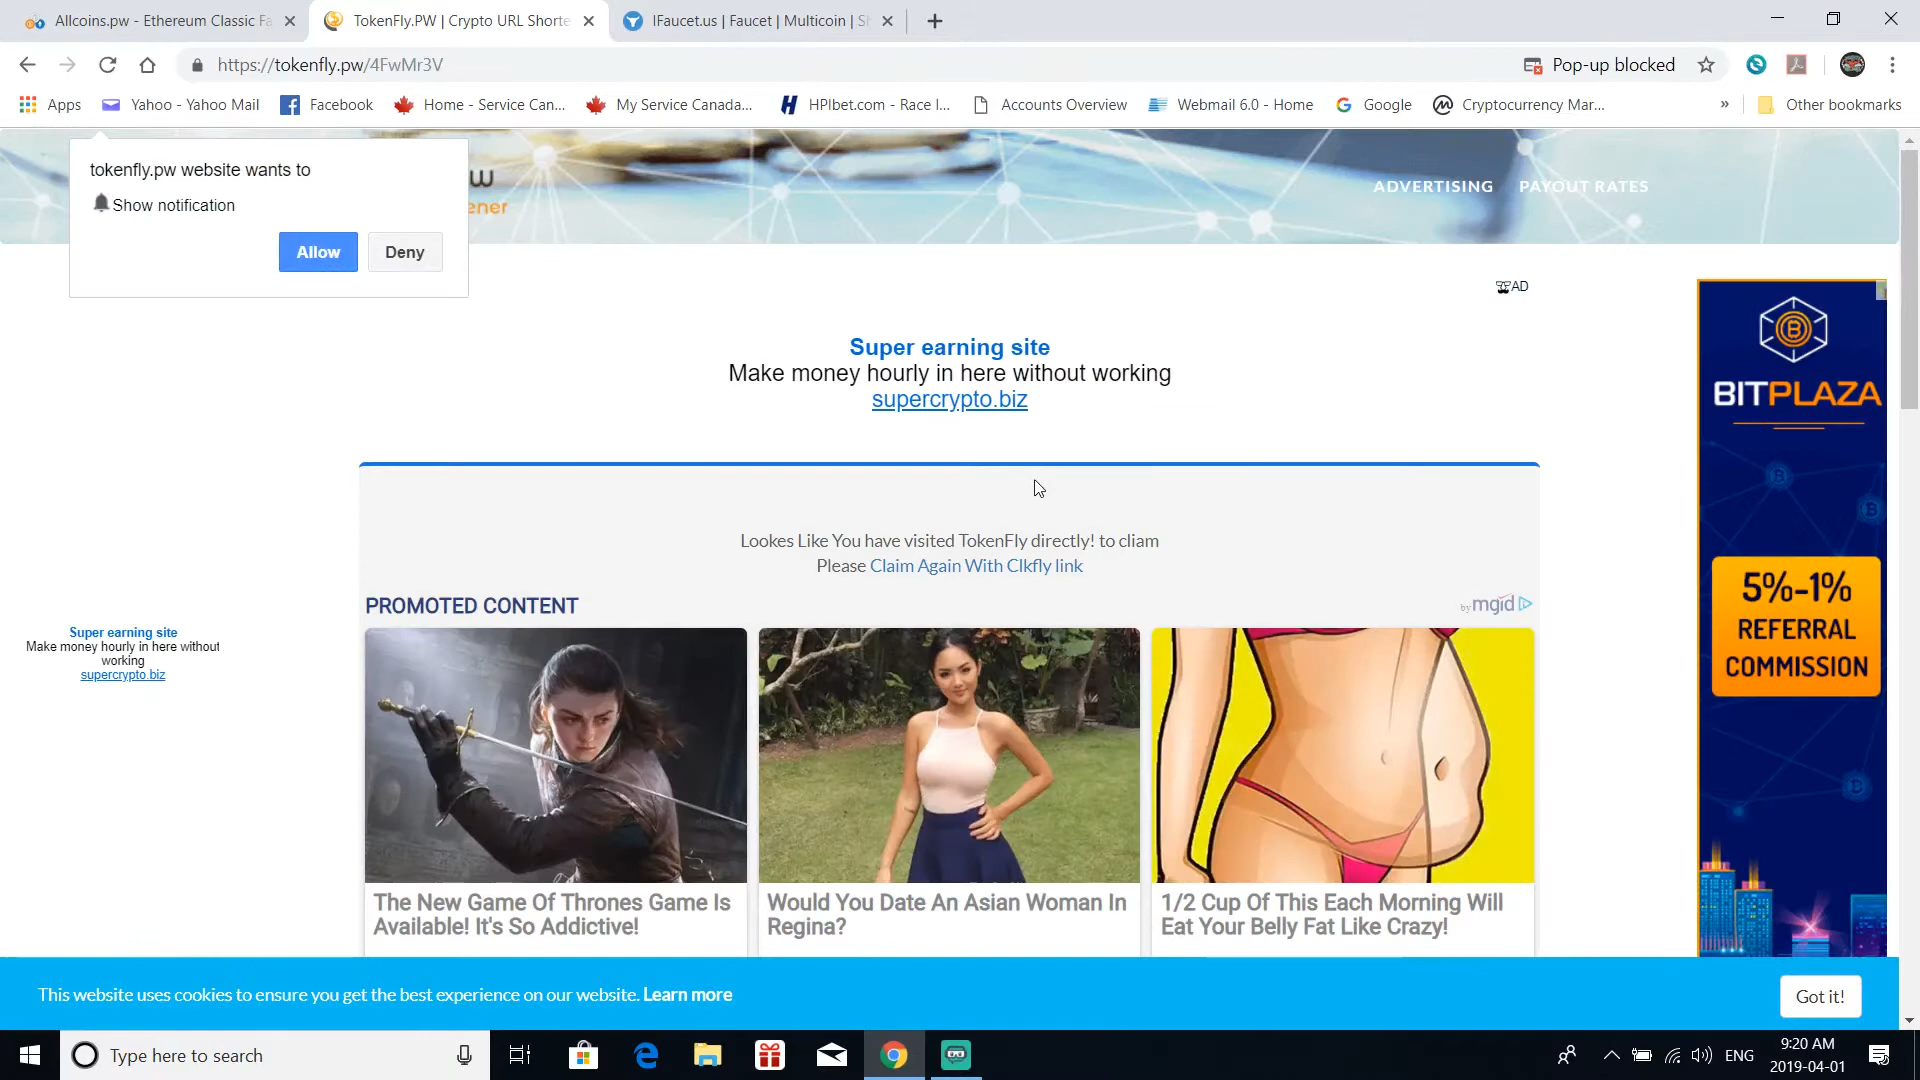 Allcoins.pw - Ethereum Classic Fa
TokenFly.PW | Crypto URL Shorte
IFaucet.us | Faucet | Multicoin | S
https://tokenfly.pw/4FwMr3V
Pop-up blocked
Apps
Yahoo - Yahoo Mail
Facebook
Home - Service Can...
My Service Canada...
HPIbet.com - Race I...
Accounts Overview
Webmail 6.0 - Home
Google
Cryptocurrency Mar...
»
Other bookmarks
tokenfly.pw website wants to
Show notification
Allow
Deny
w
ener
ADVERTISING
PAYOUT RATES
AD
Super earning site
Make money hourly in here without working
supercrypto.biz
BITPLAZA
5%-1%
REFERRAL
COMMISSION
Lookes Like You have visited TokenFly directly! to cliam
Please Claim Again With Clkfly link
PROMOTED CONTENT
by mgid
Super earning site
Make money hourly in here without
working
supercrypto.biz
The New Game Of Thrones Game Is
Available! It's So Addictive!
Would You Date An Asian Woman In
Regina?
1/2 Cup Of This Each Morning Will
Eat Your Belly Fat Like Crazy!
This website uses cookies to ensure you get the best experience on our website. Learn more
Got it!
Type here to search
ENG
9:20 AM
2019-04-01